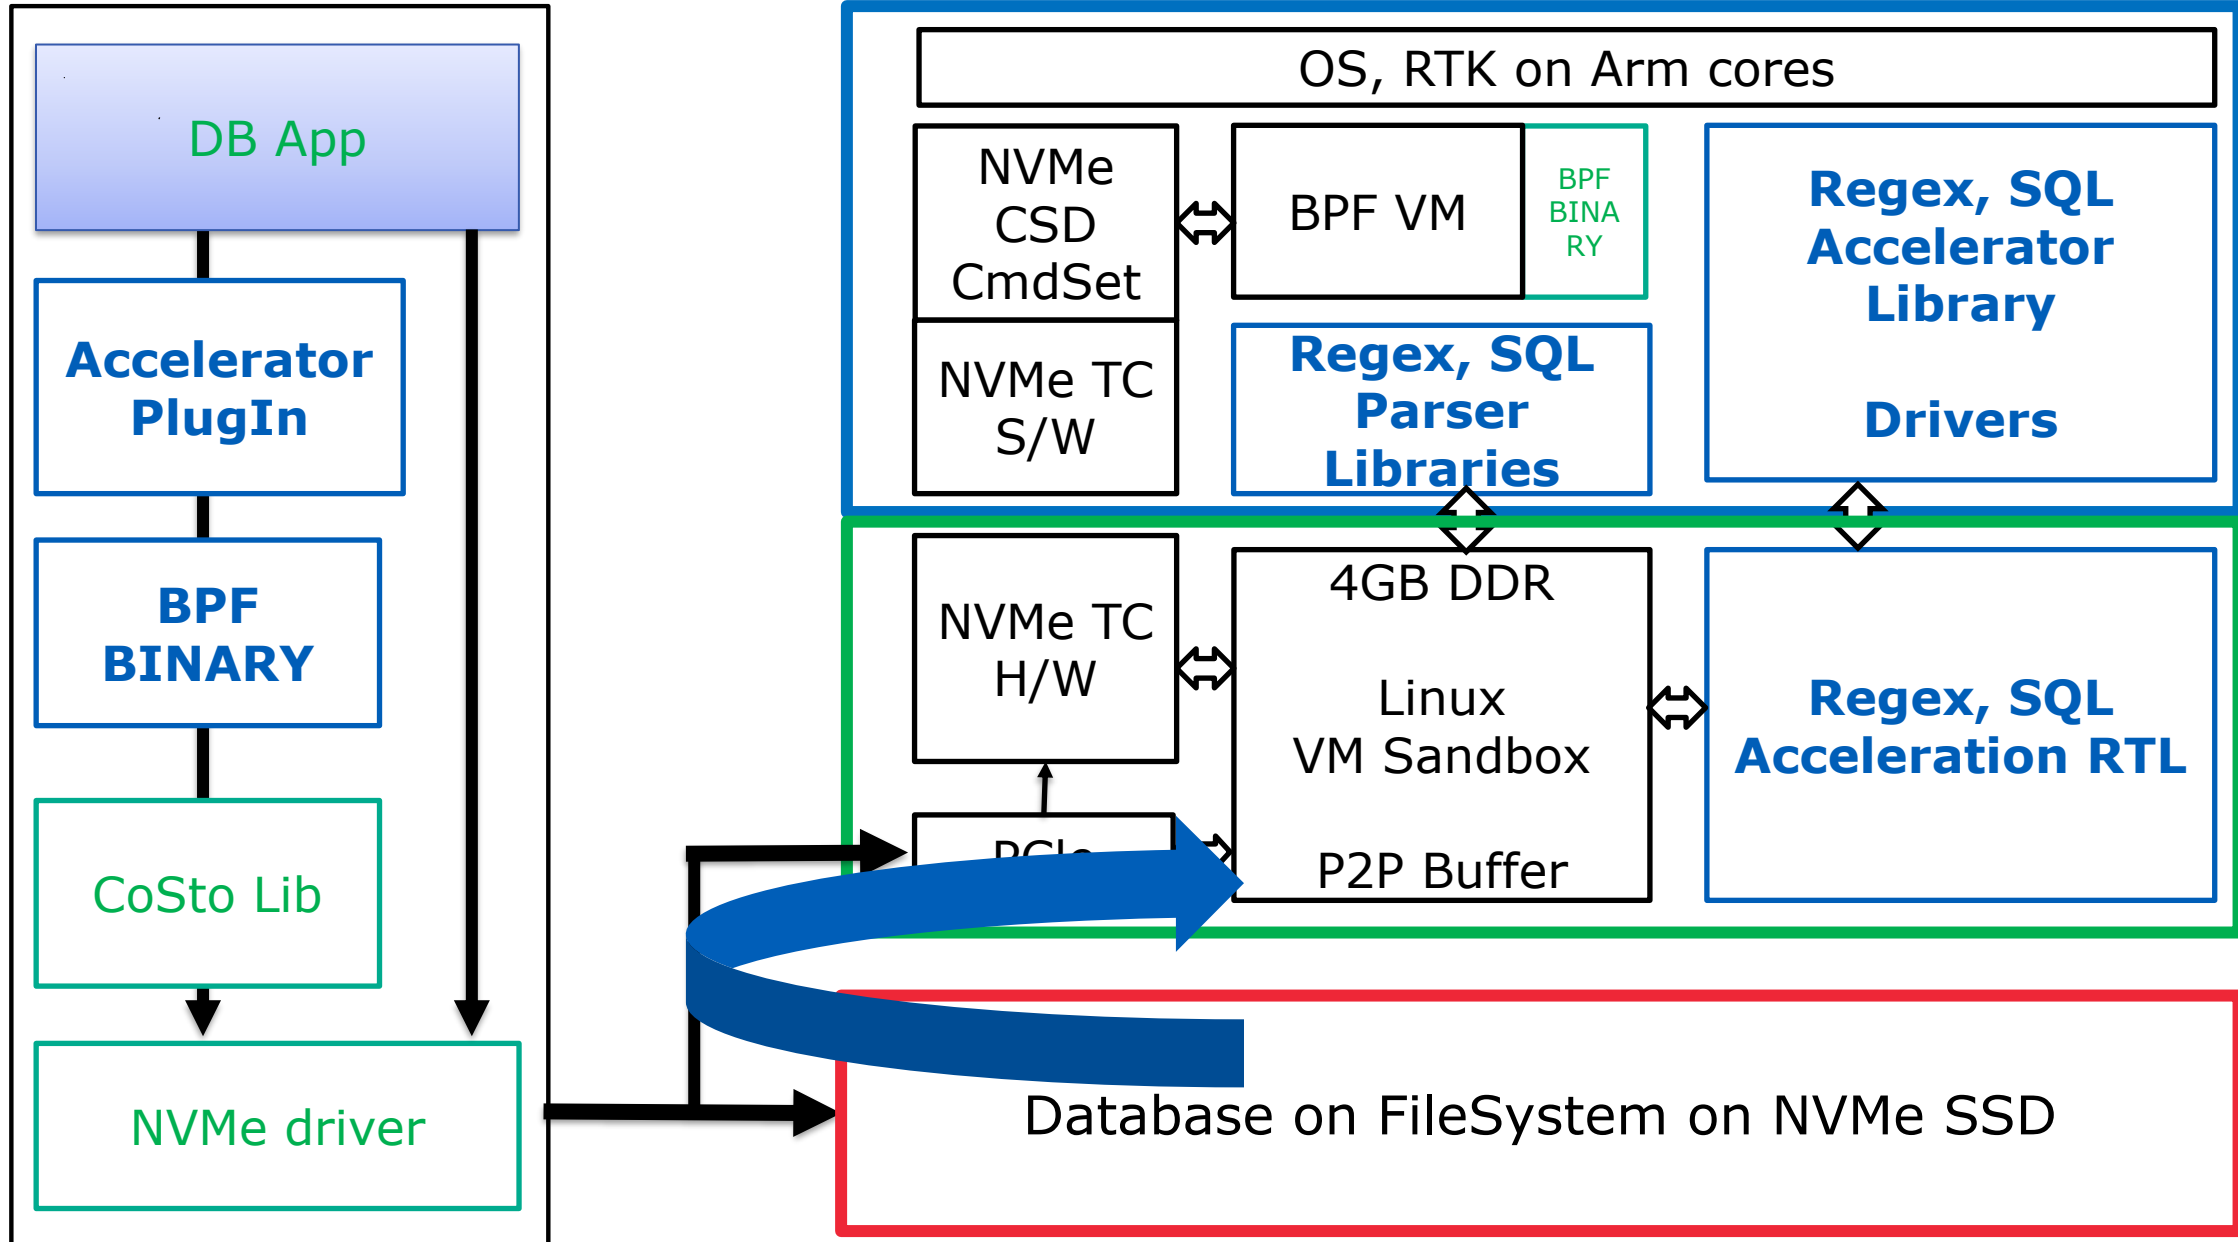 DB App
Accelerator
PlugIn
BPF
BINARY
CoSto Lib
NVMe driver
OS, RTK on Arm cores
NVMe
CSD
CmdSet
NVMe TC
S/W
BPF VM
BPF
BINA
RY
Regex, SQL
Parser
Libraries
Regex, SQL
Accelerator
Library
Drivers
NVMe TC
H/W
4GB DDR
Linux
VM Sandbox
P2P Buffer
Regex, SQL
Acceleration RTL
Database on FileSystem on NVMe SSD